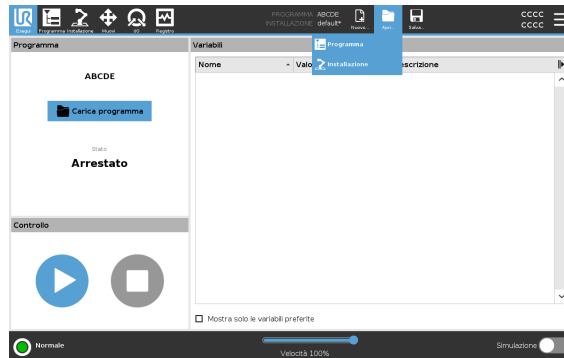 UR
Esegui
Programma
Installazione
Muovi
I/O
Registro
PROGRAMMA ABCDE
INSTALLAZIONE default*
Nuovo...
Apri...
Salva...
CCCC
CCCC
Programma
Installazione
Programma
ABCDE
Carica programma
Stato
Arrestato
Controllo
Variabili
Nome
Valo
escrizione
Mostra solo le variabili preferite
Normale
Velocità 100%
Simulazione